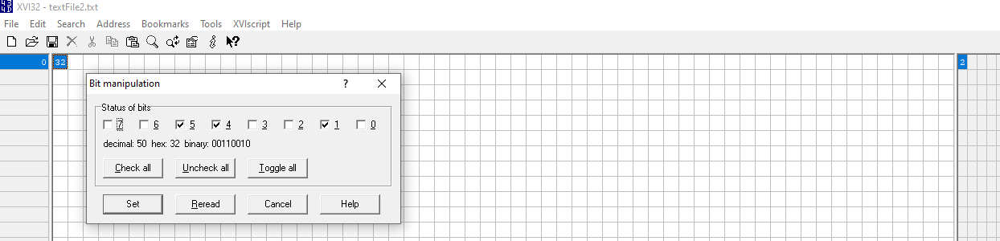 XVI32 - textFile2.txt
File Edit Search Address Bookmarks Tools XVIscript Help
0 32 2
Bit manipulation ?
Status of bits
7 6 5 4 3 2 1 0
decimal: 50 hex: 32 binary: 00110010
Check all Uncheck all Toggle all
Set Reread Cancel Help